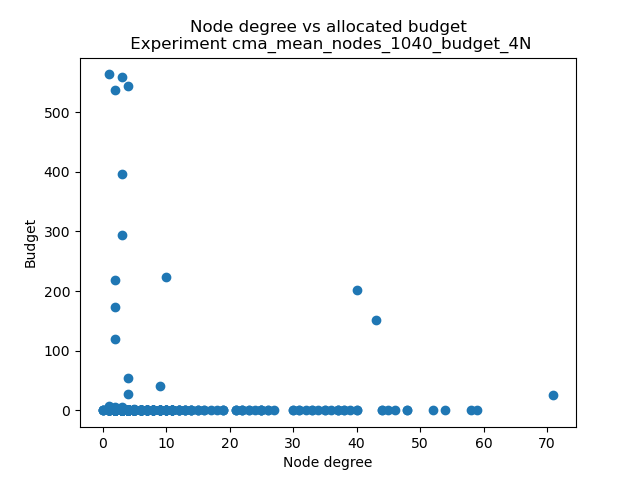 Node degree vs allocated budget
Experiment cma_mean_nodes_1040_budget_4N
Budget
500
400
300
200
100
0
0 10 20 30 40 50 60 70
Node degree